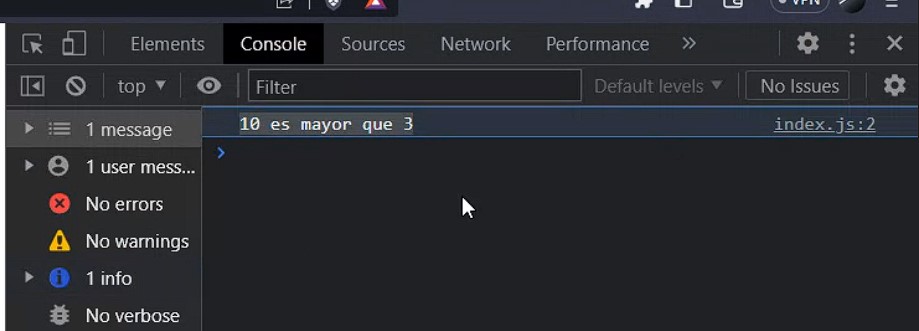 VPN
Elements Console Sources Network Performance »
top ▼ Filter Default levels ▼ No Issues
1 message
10 es mayor que 3 index.js:2
1 user mess...
No errors
No warnings
1 info
No verbose